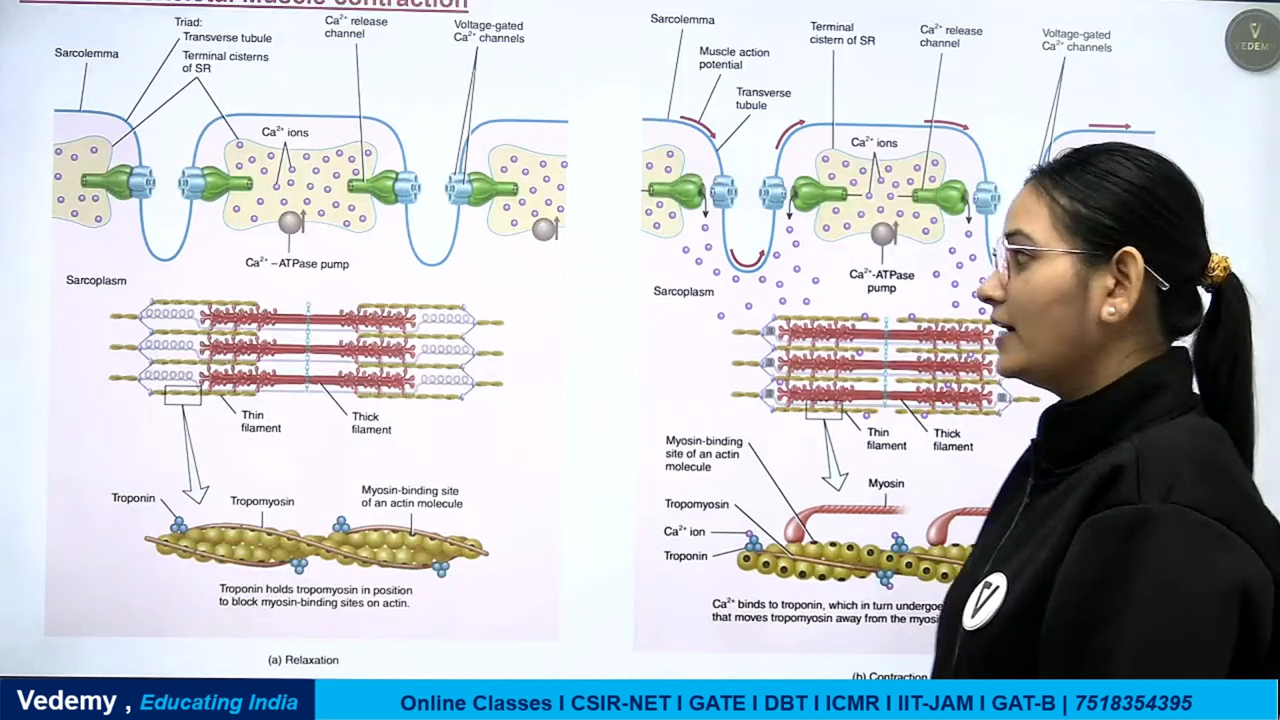 Muscle contraction
Triad:
Transverse tubule
Terminal cisterns
of SR
Sarcolemma
Ca²⁺ release
channel
Voltage-gated
Ca²⁺ channels
Ca²⁺ ions
Ca²⁺ –ATPase pump
Sarcoplasm
Thin
filament
Thick
filament
Troponin
Tropomyosin
Myosin-binding site
of an actin molecule
Troponin holds tropomyosin in position
to block myosin-binding sites on actin.
(a) Relaxation
Sarcolemma
Muscle action
potential
Transverse
tubule
Terminal
cistern of SR
Ca²⁺ release
channel
Voltage-gated
Ca²⁺ channels
Ca²⁺ ions
Ca²⁺-ATPase
pump
Sarcoplasm
Thin
filament
Thick
filament
Myosin-binding
site of an actin
molecule
Myosin
Tropomyosin
Ca²⁺ ion
Troponin
Ca²⁺ binds to troponin, which in turn undergoe
that moves tropomyosin away from the myosi
(b) Contraction
VEDEMY
Vedemy , Educating India
Online Classes I CSIR-NET I GATE I DBT I ICMR I IIT-JAM I GAT-B | 7518354395